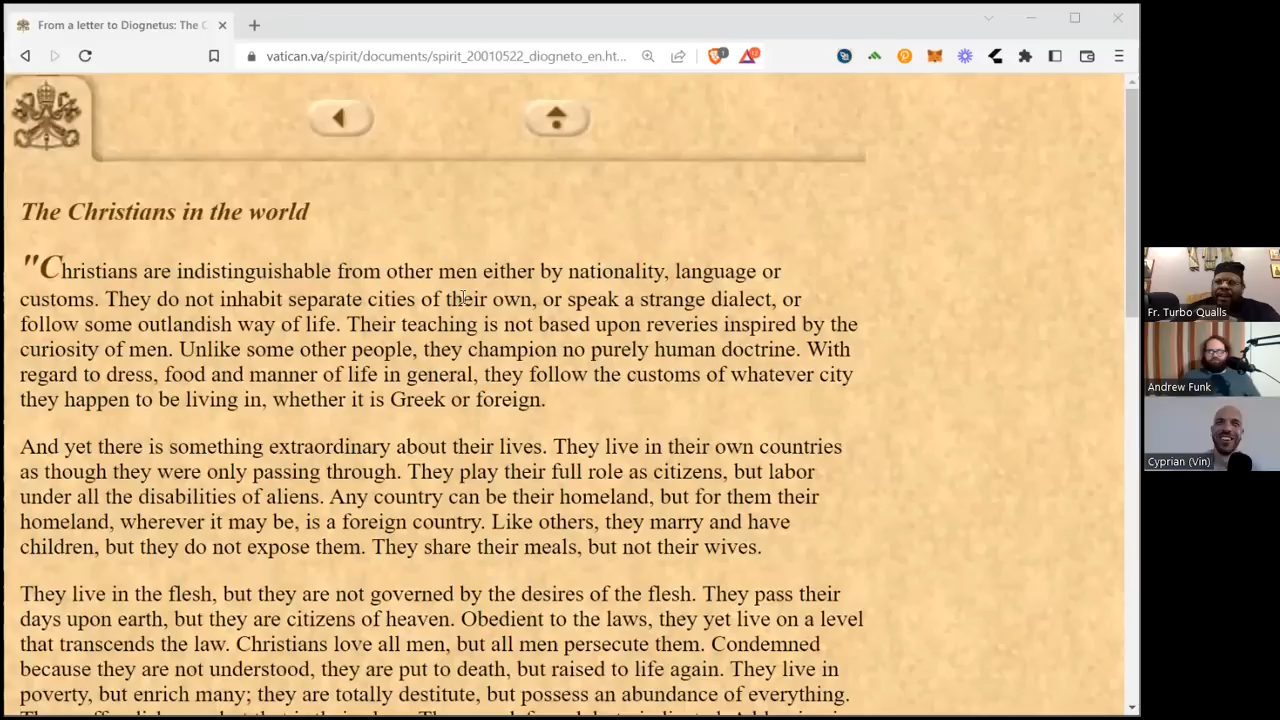 From a letter to Diognetus: The C
vatican.va/spirit/documents/spirit_20010522_diogneto_en.ht...
The Christians in the world
"Christians are indistinguishable from other men either by nationality, language or
customs. They do not inhabit separate cities of their own, or speak a strange dialect, or
follow some outlandish way of life. Their teaching is not based upon reveries inspired by the
curiosity of men. Unlike some other people, they champion no purely human doctrine. With
regard to dress, food and manner of life in general, they follow the customs of whatever city
they happen to be living in, whether it is Greek or foreign.
And yet there is something extraordinary about their lives. They live in their own countries
as though they were only passing through. They play their full role as citizens, but labor
under all the disabilities of aliens. Any country can be their homeland, but for them their
homeland, wherever it may be, is a foreign country. Like others, they marry and have
children, but they do not expose them. They share their meals, but not their wives.
They live in the flesh, but they are not governed by the desires of the flesh. They pass their
days upon earth, but they are citizens of heaven. Obedient to the laws, they yet live on a level
that transcends the law. Christians love all men, but all men persecute them. Condemned
because they are not understood, they are put to death, but raised to life again. They live in
poverty, but enrich many; they are totally destitute, but possess an abundance of everything.
Fr. Turbo Qualls
Andrew Funk
Cyprian (Vin)